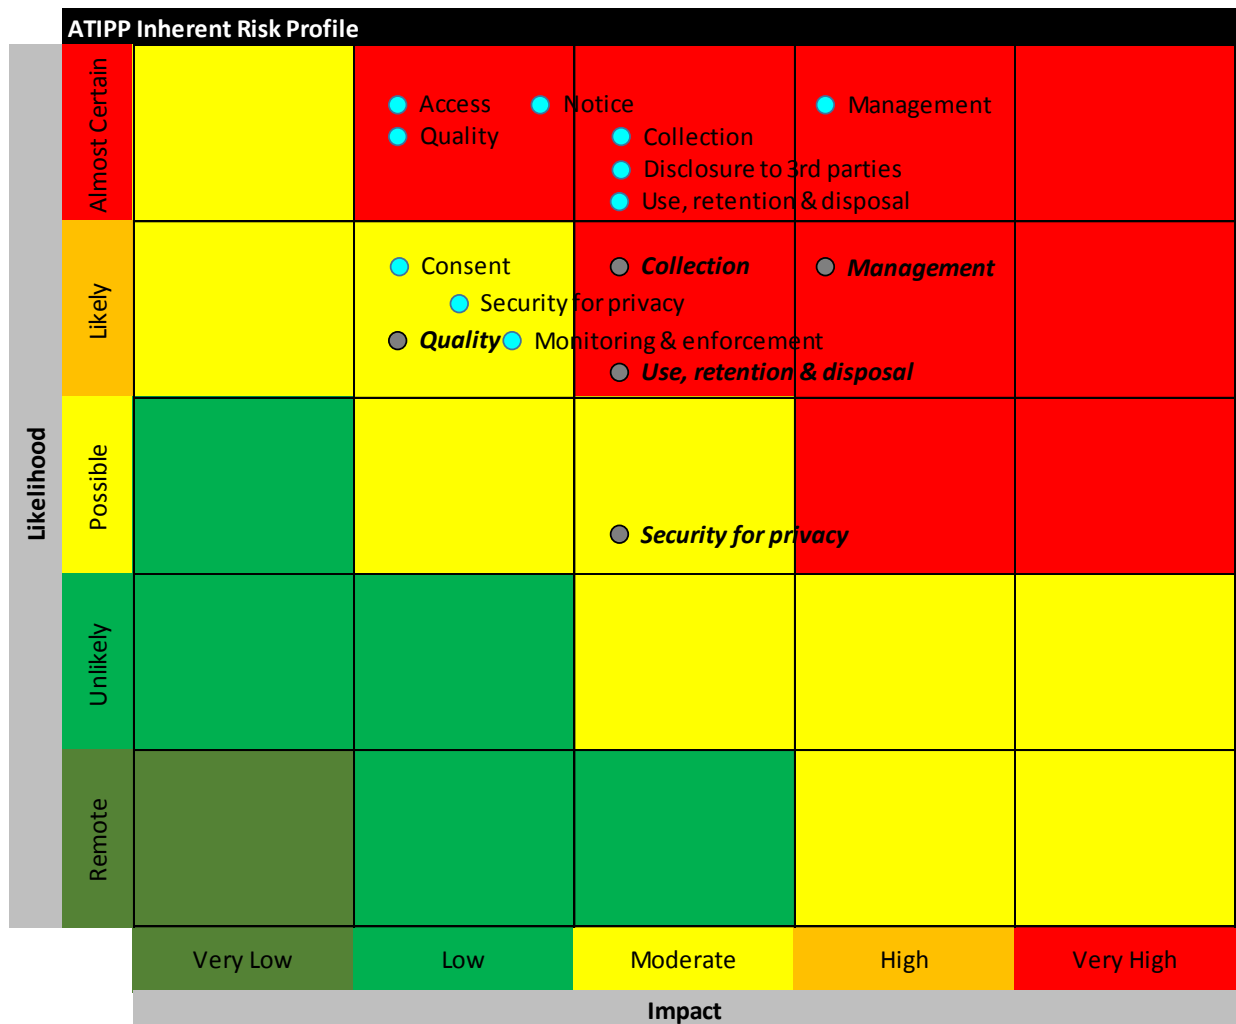 ATIPP Inherent Risk Profile
Likelihood
Almost Certain
Access
Notice
Management
Quality
Collection
Disclosure to 3rd parties
Use, retention & disposal
Likely
Consent
Collection
Management
Security for privacy
Quality
Monitoring & enforcement
Use, retention & disposal
Possible
Security for privacy
Unlikely
Remote
Very Low
Low
Moderate
High
Very High
Impact